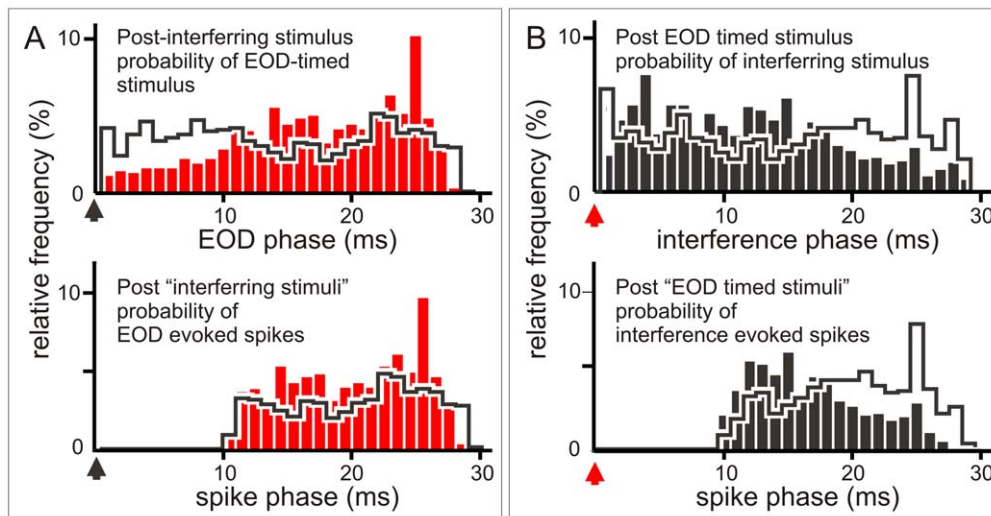 A
Post-interferring stimulus
probability of EOD-timed
stimulus
10
0
10
20
30
EOD phase (ms)
relative frequency (%)
Post “interferring stimuli”
probability of
EOD evoked spikes
10
0
10
20
30
spike phase (ms)
B
Post EOD timed stimulus
probability of interferring stimulus
10
0
10
20
30
interference phase (ms)
relative frequency (%)
Post “EOD timed stimuli”
probability of
interference evoked spikes
10
0
10
20
30
spike phase (ms)